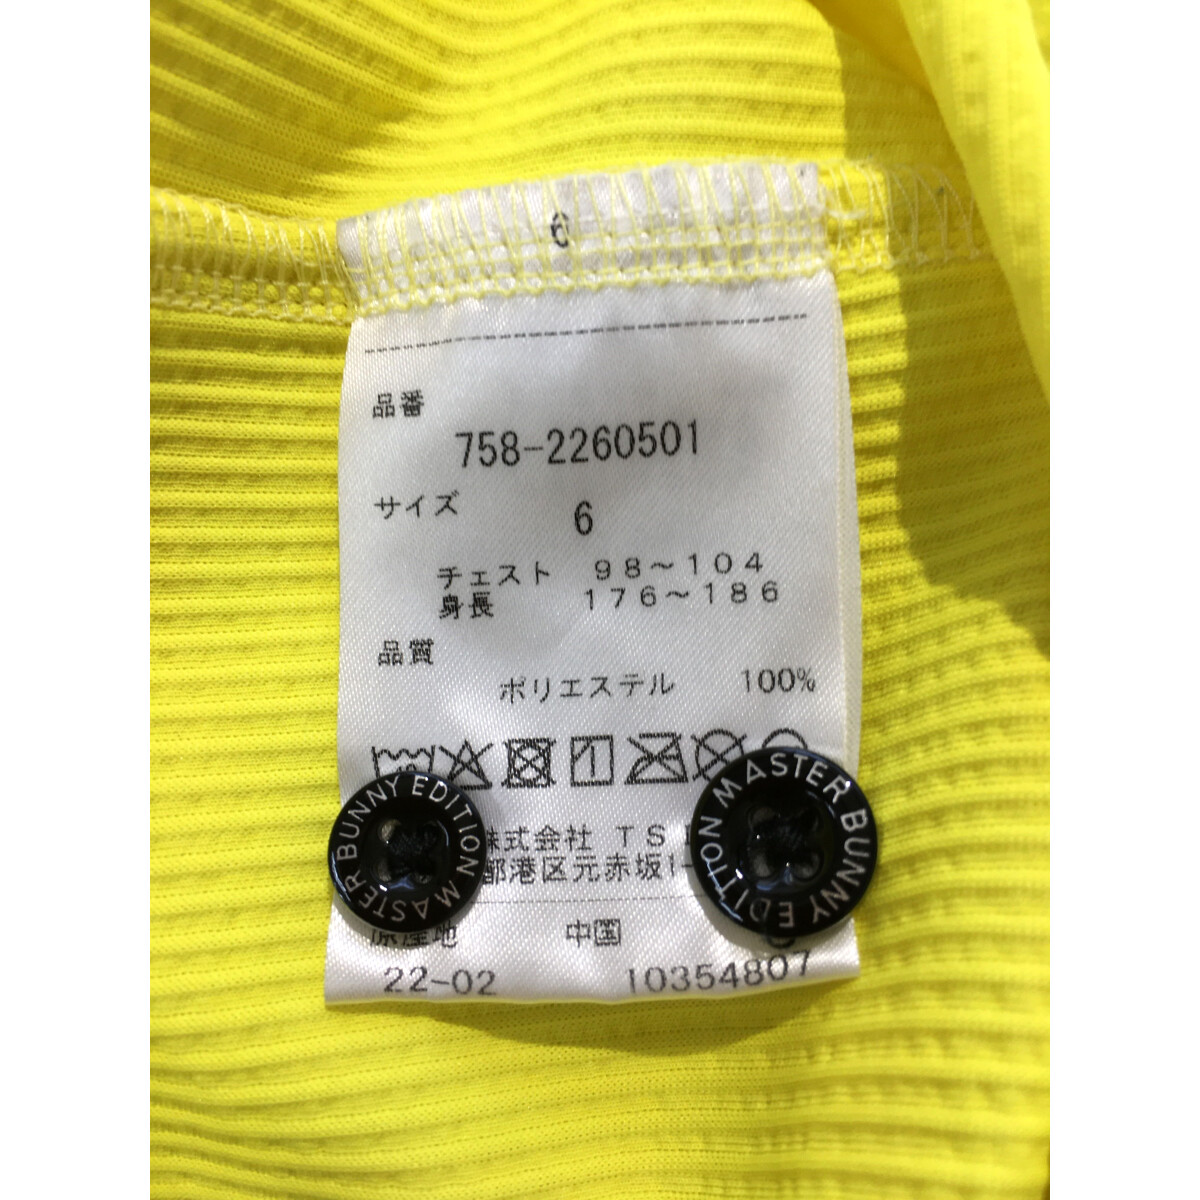 6
品番
758-2260501
サイズ
6
チェスト 98~104
身長 176~186
品質
ポリエステル 100%
株式会社 TS
都港区元赤坂1-
原産地 中国
22-02 10354807
MASTER BUNNY EDITION
MASTER BUNNY EDITION